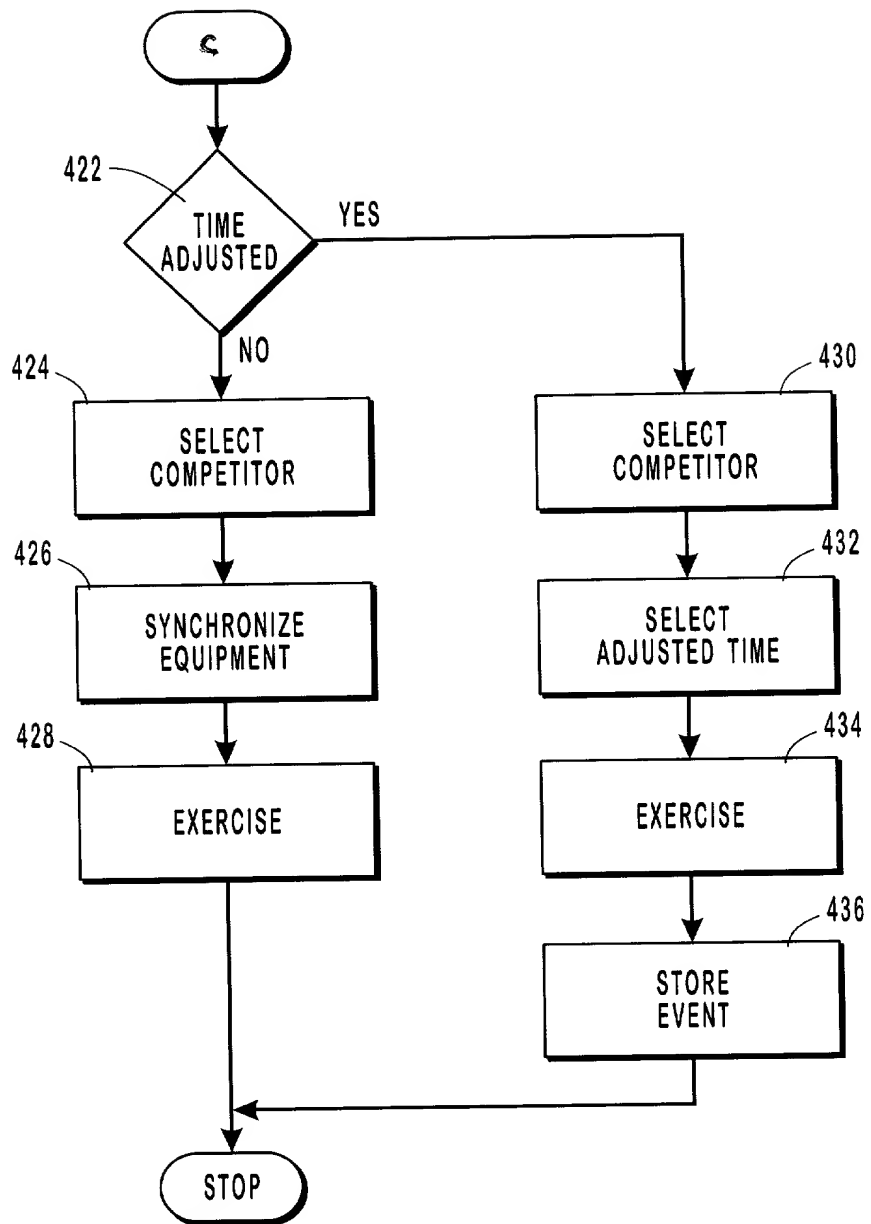 C
422
TIME
ADJUSTED
YES
NO
424
SELECT
COMPETITOR
426
SYNCHRONIZE
EQUIPMENT
428
EXERCISE
430
SELECT
COMPETITOR
432
SELECT
ADJUSTED TIME
434
EXERCISE
436
STORE
EVENT
STOP